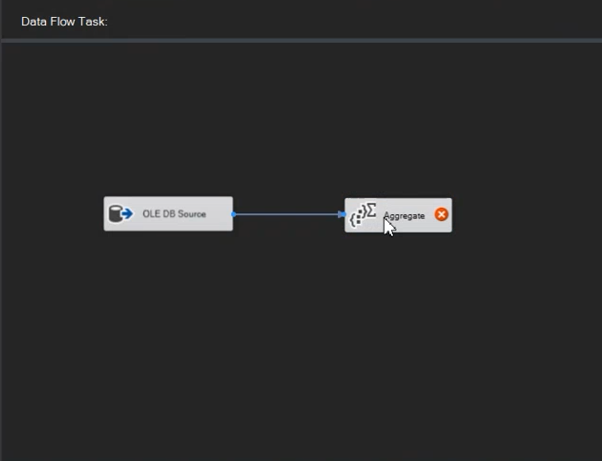 Data Flow Task:
OLE DB Source
Aggregate